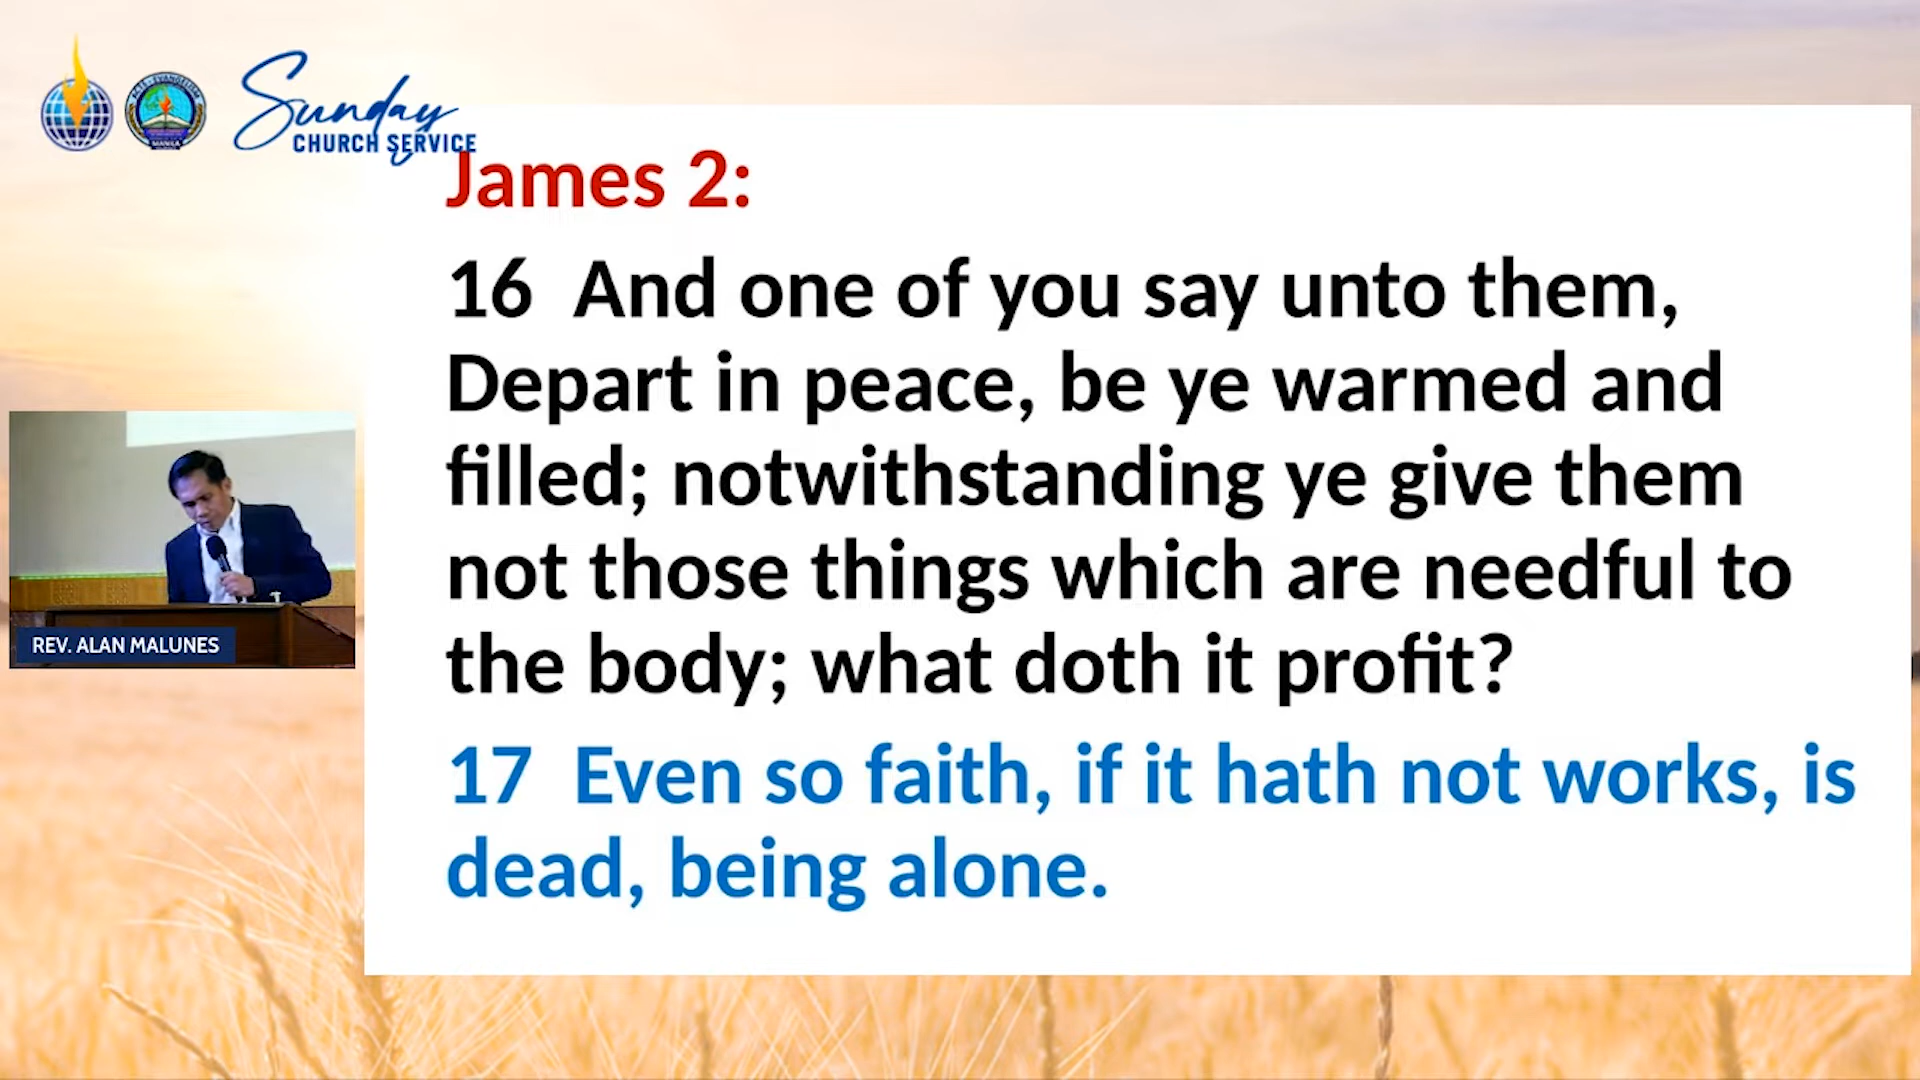 Sunday
CHURCH SERVICE
MANILA
James 2:
16 And one of you say unto them,
Depart in peace, be ye warmed and
filled; notwithstanding ye give them
not those things which are needful to
the body; what doth it profit?
17 Even so faith, if it hath not works, is
dead, being alone.
REV. ALAN MALUNES